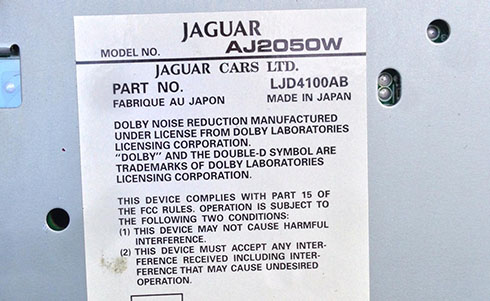 JAGUAR
MODEL NO. AJ2050W
JAGUAR CARS LTD.
PART NO. LJD4100AB
FABRIQUE AU JAPON MADE IN JAPAN
DOLBY NOISE REDUCTION MANUFACTURED
UNDER LICENSE FROM DOLBY LABORATORIES
LICENSING CORPORATION.
“DOLBY” AND THE DOUBLE-D SYMBOL ARE
TRADEMARKS OF DOLBY LABORATORIES
LICENSING CORPORATION.
THIS DEVICE COMPLIES WITH PART 15 OF
THE FCC RULES. OPERATION IS SUBJECT TO
THE FOLLOWING TWO CONDITIONS:
(1) THIS DEVICE MAY NOT CAUSE HARMFUL
INTERFERENCE.
(2) THIS DEVICE MUST ACCEPT ANY INTER-
FERENCE RECEIVED INCLUDING INTER-
FERENCE THAT MAY CAUSE UNDESIRED
OPERATION.